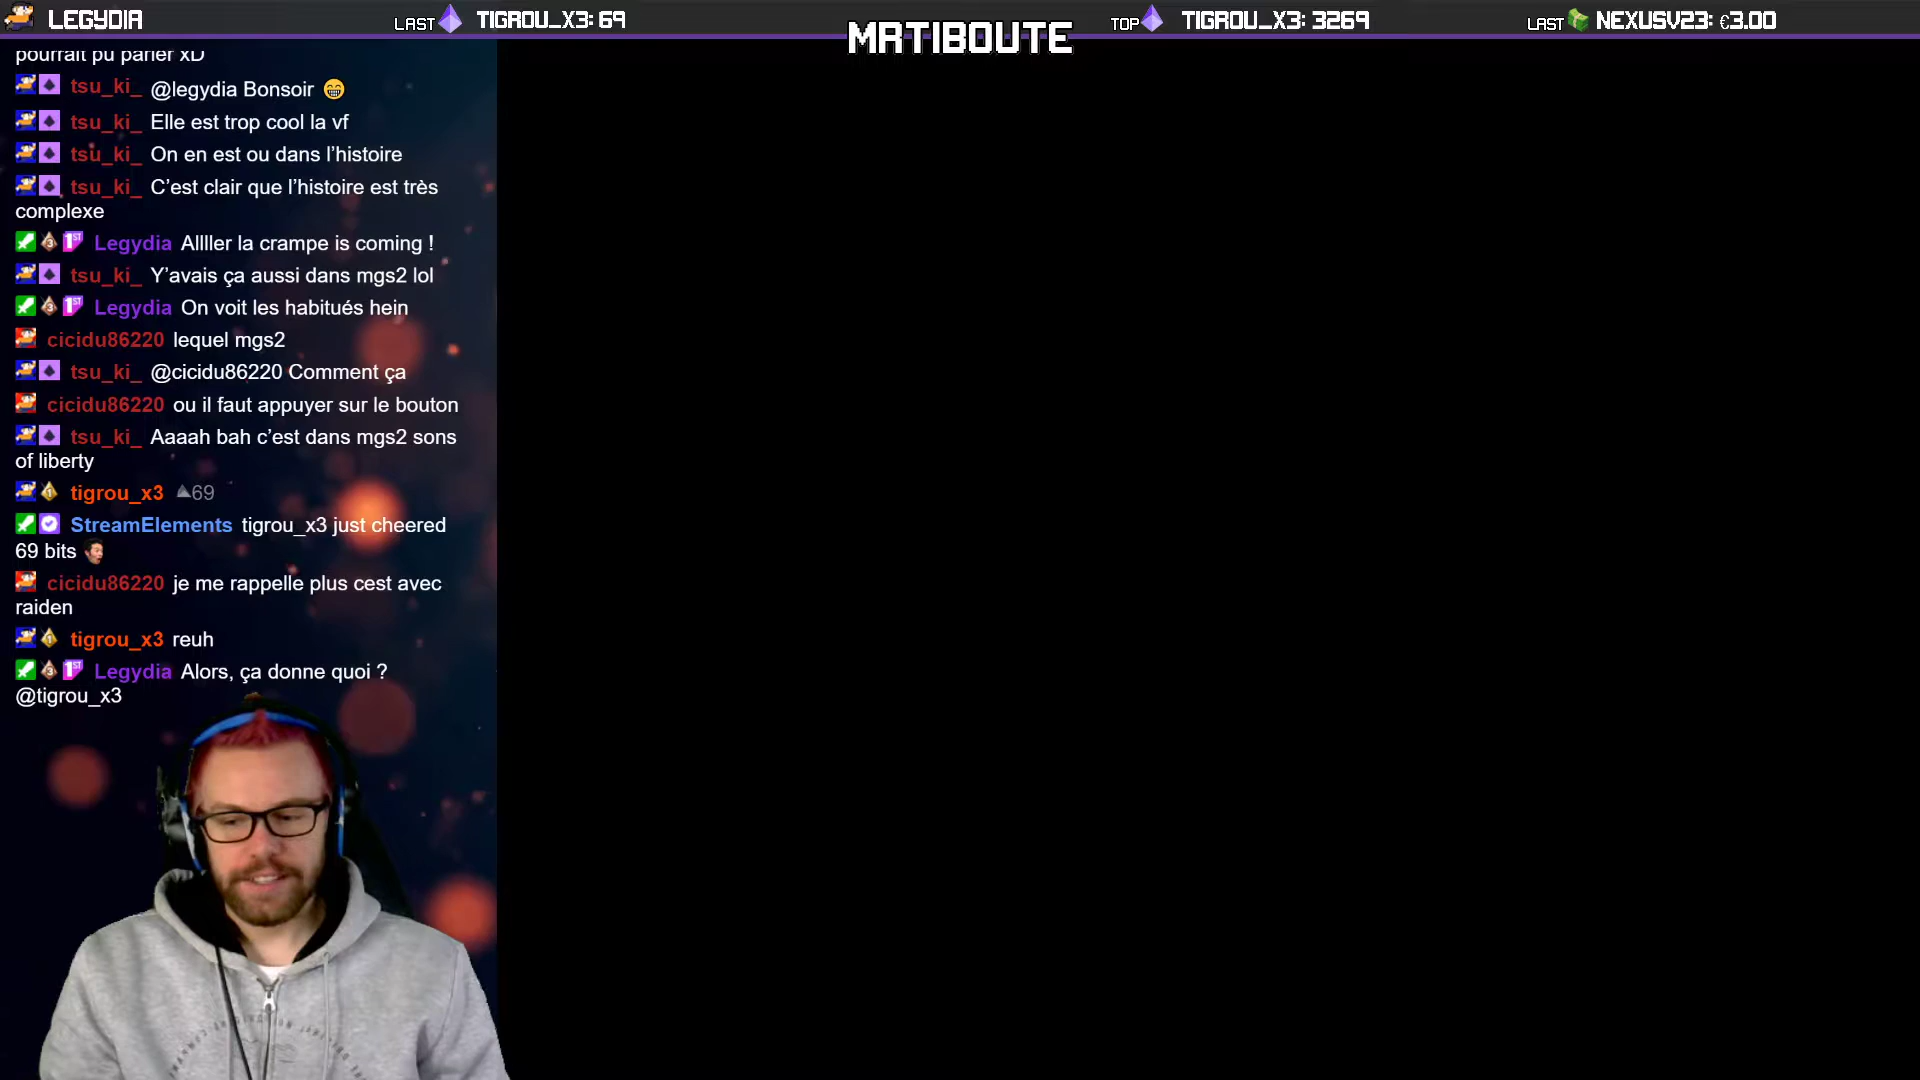 LEGYDIA
LAST TIGROU_X3: 69
MRTIBOUTE
TOP TIGROU_X3: 3269
LAST NEXUSV23: €3.00
pourrait pu parler xD
tsu_ki_ @legydia Bonsoir 😁
tsu_ki_ Elle est trop cool la vf
tsu_ki_ On en est ou dans l’histoire
tsu_ki_ C’est clair que l’histoire est très
complexe
Legydia Allller la crampe is coming !
tsu_ki_ Y’avais ça aussi dans mgs2 lol
Legydia On voit les habitués hein
cicidu86220 lequel mgs2
tsu_ki_ @cicidu86220 Comment ça
cicidu86220 ou il faut appuyer sur le bouton
tsu_ki_ Aaaah bah c’est dans mgs2 sons
of liberty
tigrou_x3 69
StreamElements tigrou_x3 just cheered
69 bits
cicidu86220 je me rappelle plus cest avec
raiden
tigrou_x3 reuh
Legydia Alors, ça donne quoi ?
@tigrou_x3